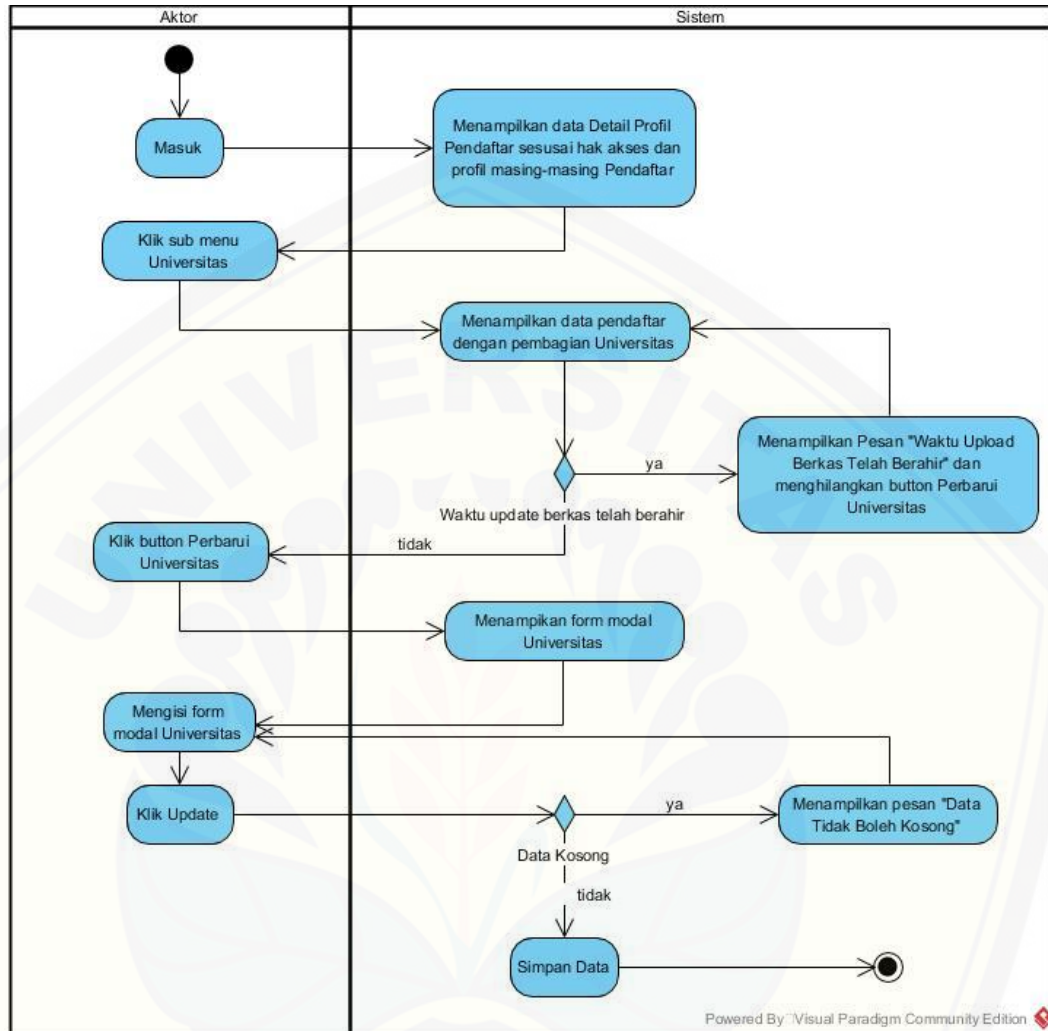 Aktor
Sistem
Masuk
Menampilkan data Detail Profil
Pendaftar sesusai hak akses dan
profil masing-masing Pendaftar
Klik sub menu
Universitas
Menampilkan data pendaftar
dengan pembagian Universitas
ya
Menampilkan Pesan "Waktu Upload
Berkas Telah Berahir" dan
menghilangkan button Perbarui
Universitas
Waktu update berkas telah berahir
tidak
Klik button Perbarui
Universitas
Menampikan form modal
Universitas
Mengisi form
modal Universitas
Klik Update
ya
Menampilkan pesan "Data
Tidak Boleh Kosong"
Data Kosong
tidak
Simpan Data
UNIVERSITAS
Powered By Visual Paradigm Community Edition